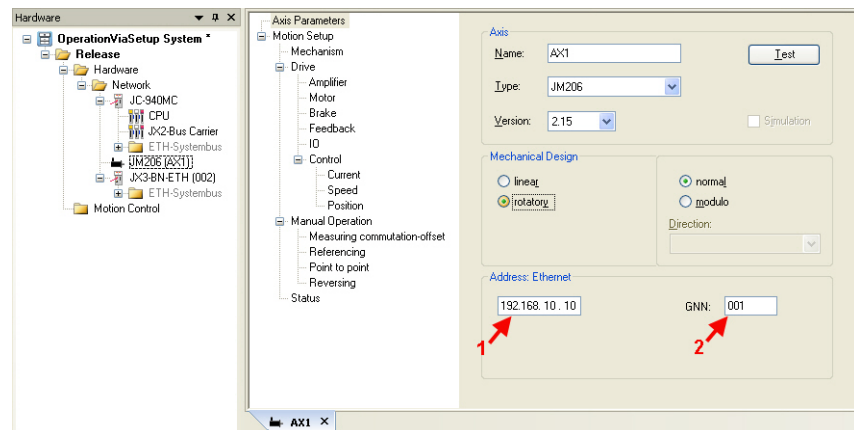 Hardware
OperationViaSetup System *
Release
Hardware
Network
JC-940MC
CPU
JX2-Bus Carrier
ETH-Systembus
JM206 (AX1)
JX3-BN-ETH (002)
ETH-Systembus
Motion Control
Axis Parameters
Motion Setup
Mechanism
Drive
Amplifier
Motor
Brake
Feedback
IO
Control
Current
Speed
Position
Manual Operation
Measuring commutation-offset
Referencing
Point to point
Reversing
Status
Axis
Name: AX1 Test
Type: JM206
Version: 2.15 Simulation
Mechanical Design
linear normal
rotatory modulo
Direction:
Address: Ethernet
192.168. 10 . 10 GNN: 001
1 2
AX1